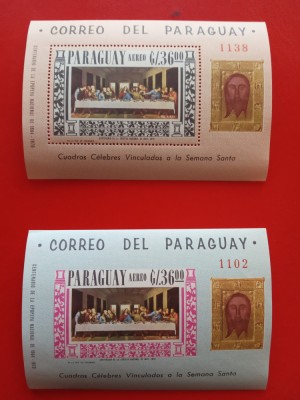 CORREO DEL PARAGUAY
1138
PARAGUAY
AEREO
G/.36.00
Cuadros Célebres Vinculados a la Semana Santa
CORREO DEL PARAGUAY
1102
PARAGUAY
AEREO
G/.36.00
Cuadros Célebres Vinculados a la Semana Santa